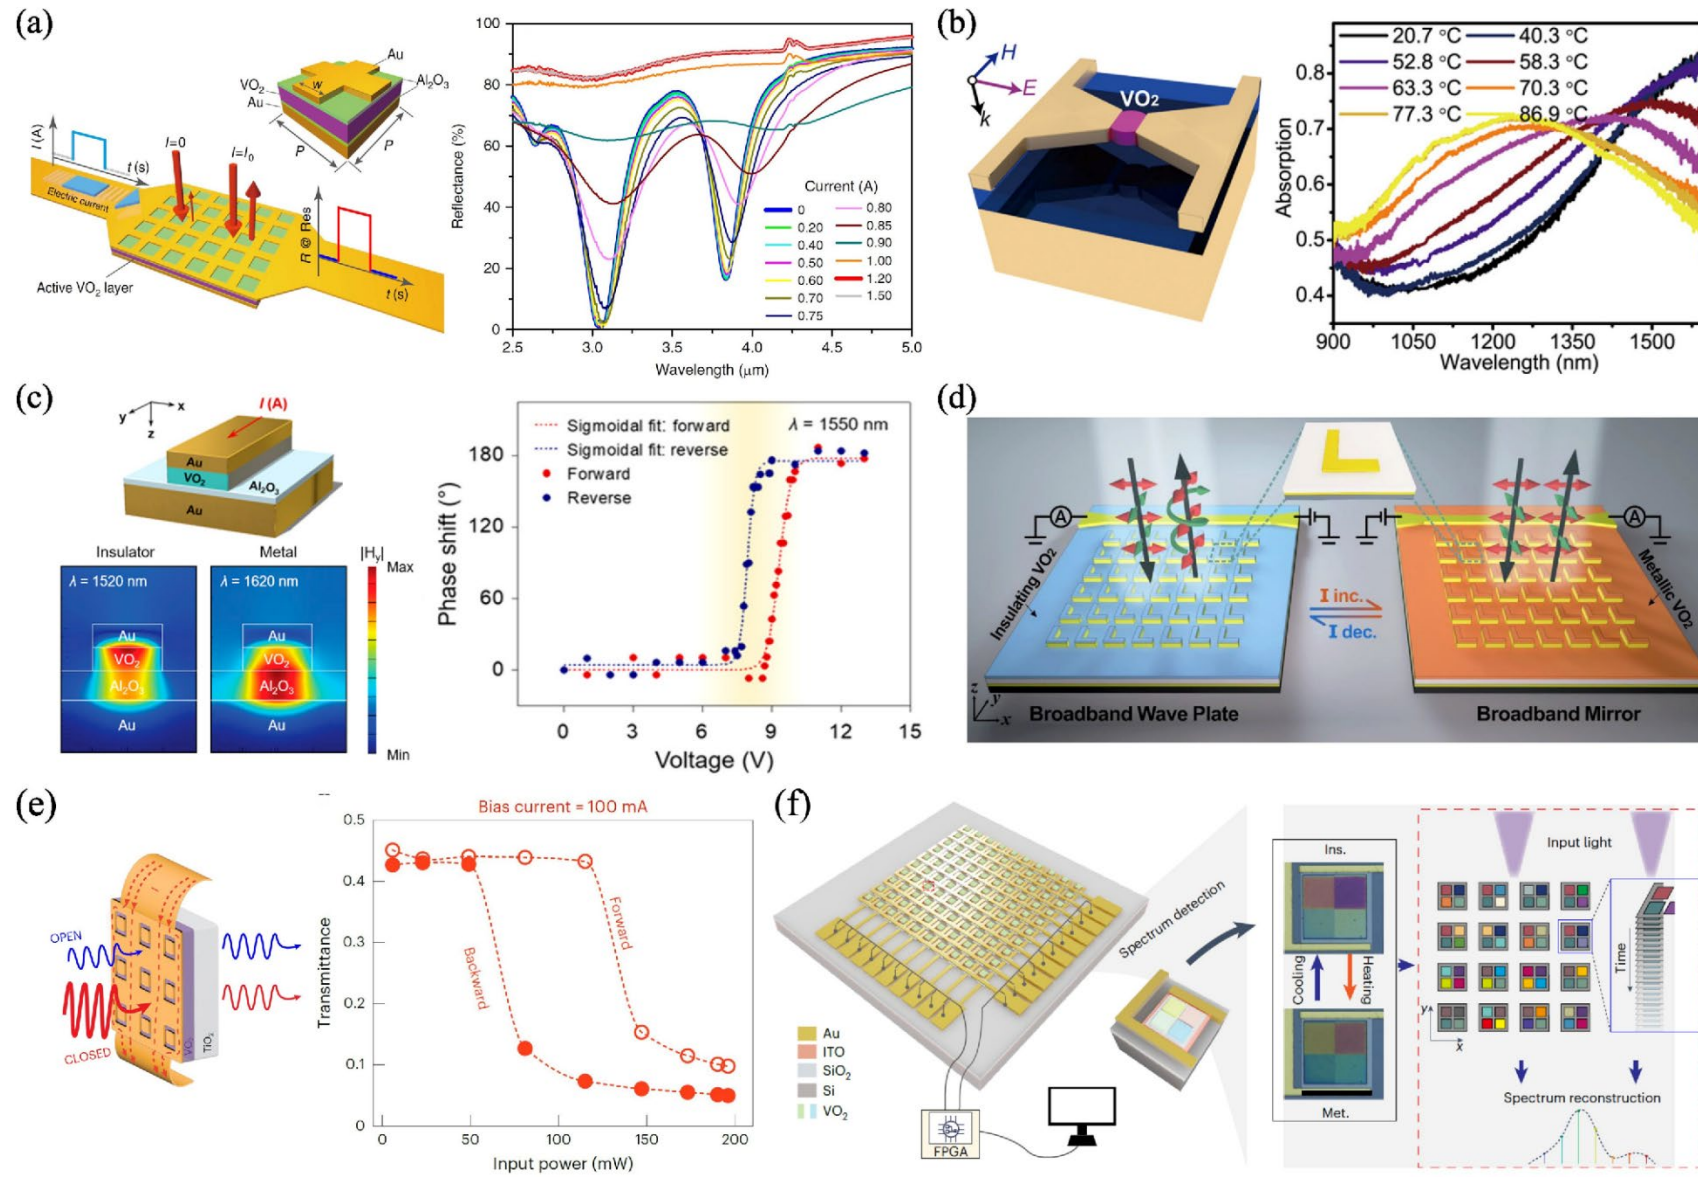 (a)
Au
Al₂O₃
VO₂
Au
w
P
P
I (A)
t (s)
I=0
I=I₀
Electric current
R @ Res
t (s)
Active VO₂ layer
100
80
60
40
20
0
Reflectance (%)
2.5 3.0 3.5 4.0 4.5 5.0
Wavelength (μm)
Current (A)
0
0.20
0.40
0.50
0.60
0.70
0.75
0.80
0.85
0.90
1.00
1.20
1.50
(b)
H
E
k
VO₂
20.7 °C 40.3 °C
52.8 °C 58.3 °C
63.3 °C 70.3 °C
77.3 °C 86.9 °C
0.8
0.7
0.6
0.5
0.4
Absorption
900 1050 1200 1350 1500
Wavelength (nm)
(c)
x
y
z
I (A)
Au
VO₂
Al₂O₃
Au
Insulator
Metal
|Hy|
λ = 1520 nm
λ = 1620 nm
Max
Min
Au
VO₂
Al₂O₃
Au
Au
VO₂
Al₂O₃
Au
Sigmoidal fit: forward
Sigmoidal fit: reverse
Forward
Reverse
λ = 1550 nm
180
120
60
0
Phase shift (°)
0 3 6 9 12 15
Voltage (V)
(d)
A
A
Insulating VO₂
Metallic VO₂
I inc.
I dec.
z
y
x
Broadband Wave Plate
Broadband Mirror
(e)
OPEN
CLOSED
VO₂
TiO₂
Bias current = 100 mA
0.5
0.4
0.3
0.2
0.1
0
Transmittance
Forward
Backward
0 50 100 150 200
Input power (mW)
(f)
Au
ITO
SiO₂
Si
VO₂
FPGA
Spectrum detection
Ins.
Cooling
Heating
Met.
Input light
Time
y
x
Spectrum reconstruction